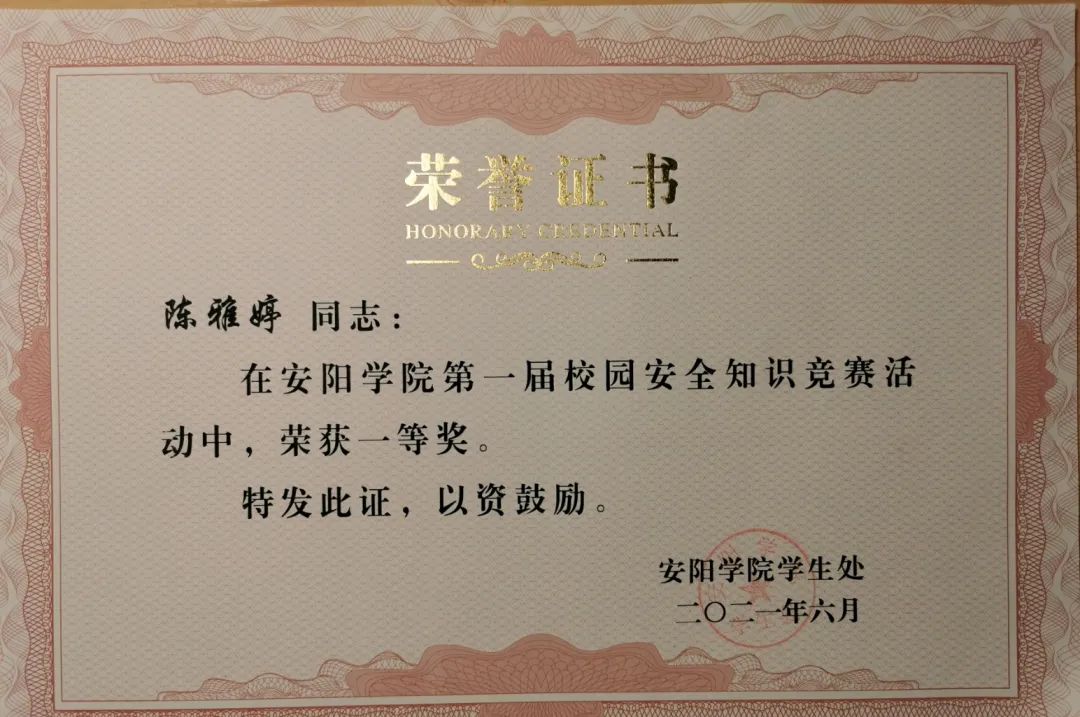 荣誉证书
HONORARY CREDENTIAL
陈雅婷 同志：
在安阳学院第一届校园安全知识竞赛活
动中，荣获一等奖。
特发此证，以资鼓励。
安阳学院学生处
二〇二一年六月